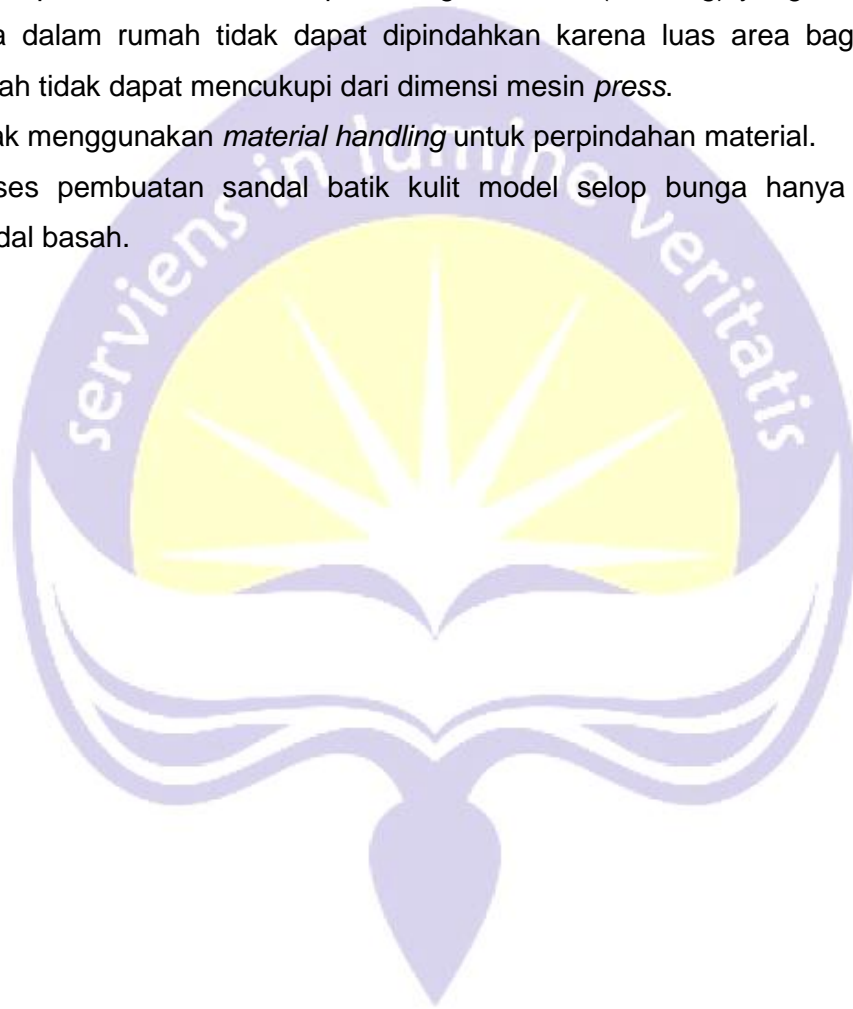 a dalam rumah tidak dapat dipindahkan karena luas area bag
ah tidak dapat mencukupi dari dimensi mesin press.
ak menggunakan material handling untuk perpindahan material.
ses pembuatan sandal batik kulit model selop bunga hanya
dal basah.
serviens in lumine veritatis